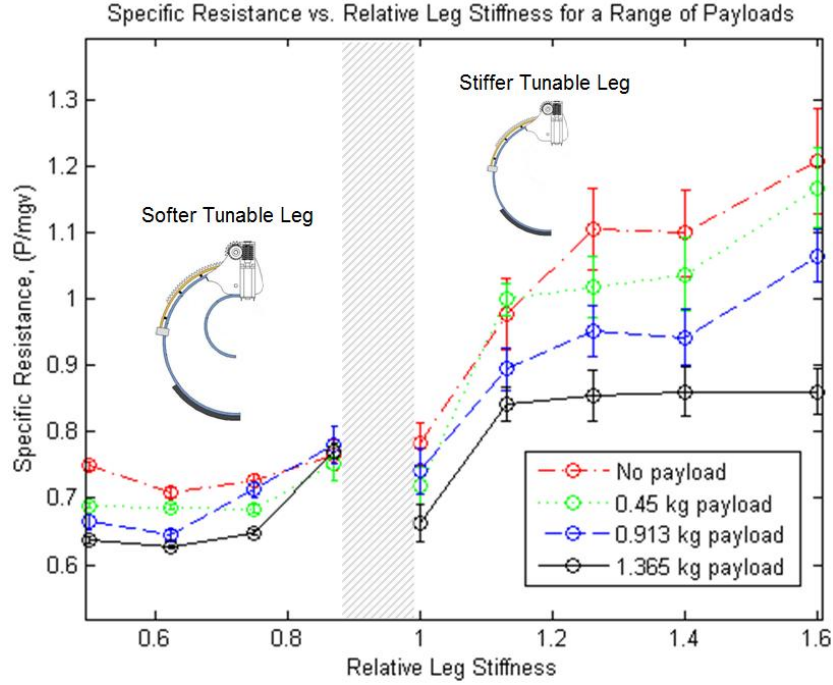 Specific Resistance vs. Relative Leg Stiffness for a Range of Payloads
Stiffer Tunable Leg
Softer Tunable Leg
Specific Resistance, (P/mgv)
1.3
1.2
1.1
1
0.9
0.8
0.7
0.6
No payload
0.45 kg payload
0.913 kg payload
1.365 kg payload
0.6 0.8 1 1.2 1.4 1.6
Relative Leg Stiffness